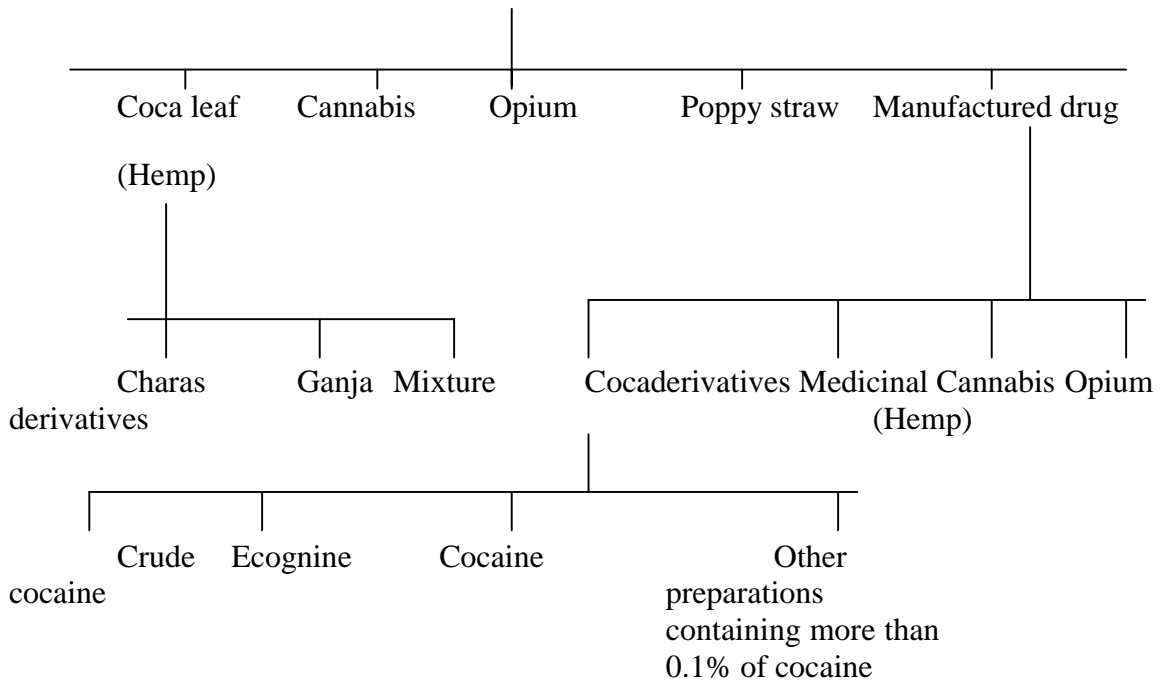 Coca leaf Cannabis Opium Poppy straw Manufactured drug
(Hemp)
Charas Ganja Mixture Cocaderivatives Medicinal Cannabis Opium
derivatives (Hemp)
Crude Ecognine Cocaine Other
cocaine preparations
containing more than
0.1% of cocaine